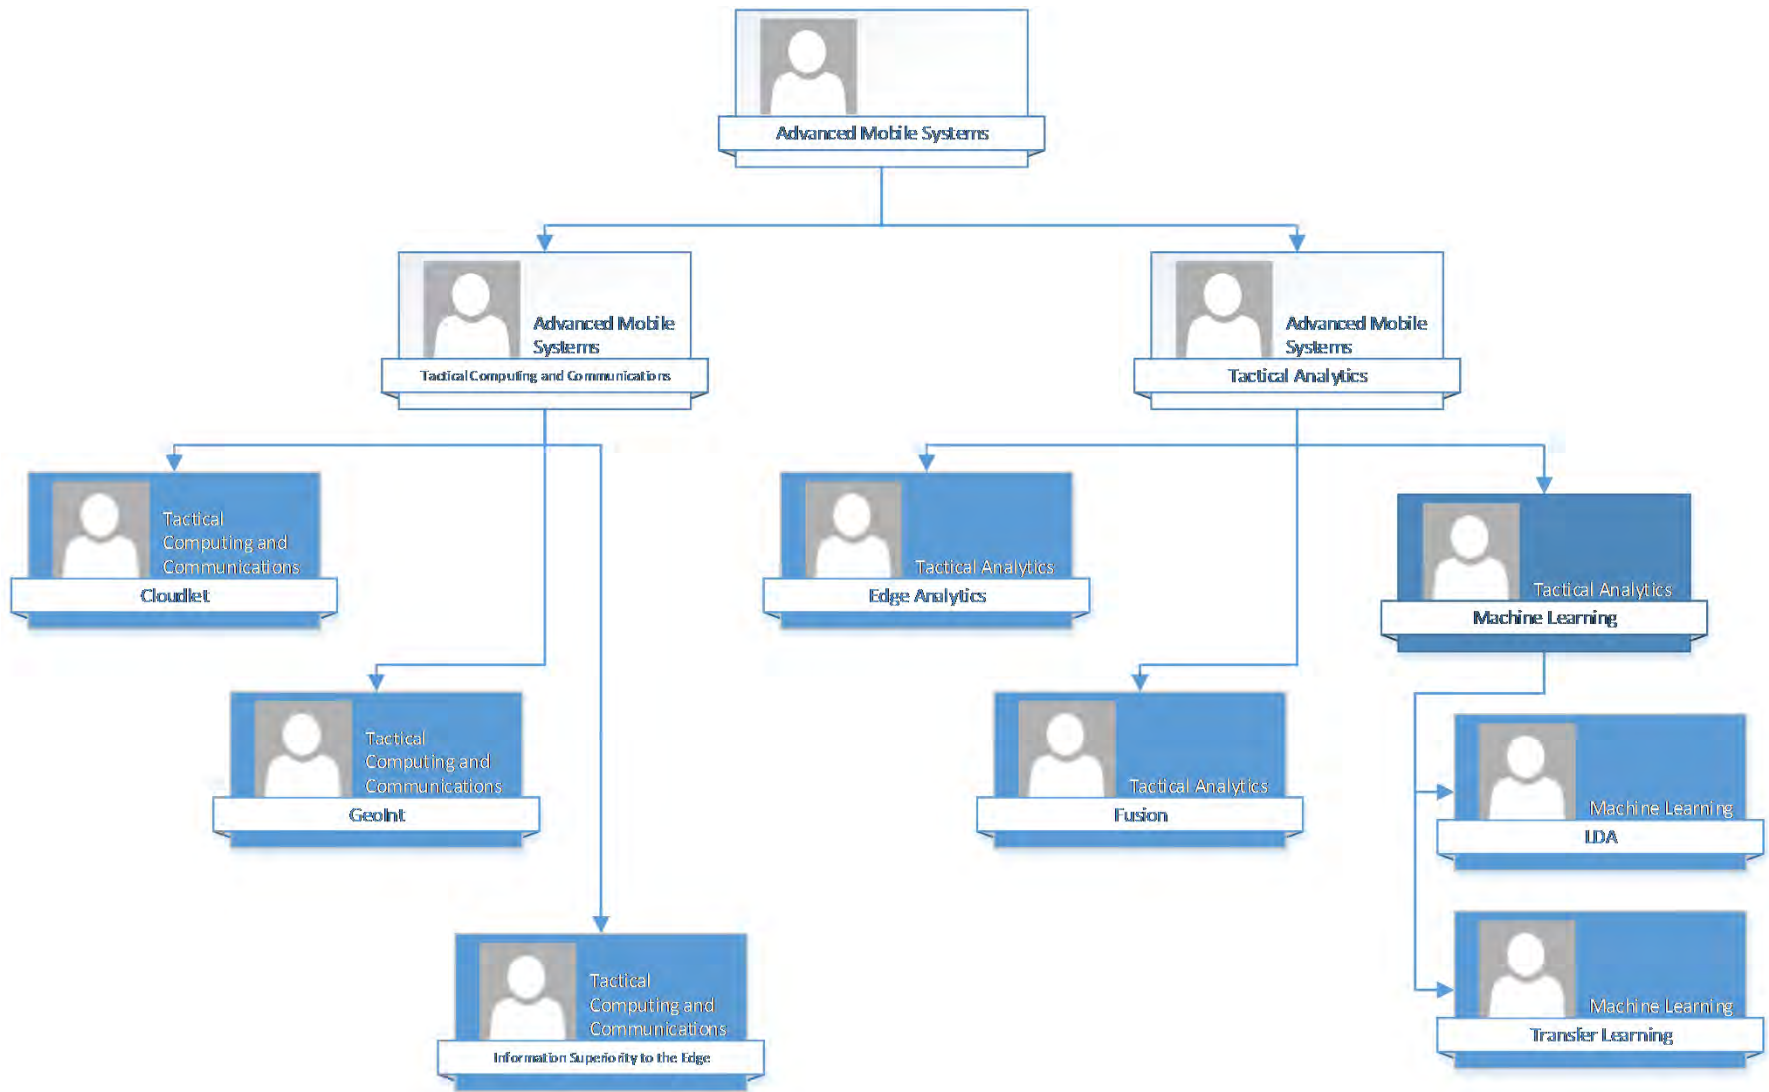 Advanced Mobile Systems
Advanced Mobile
Systems
Tactical Computing and Communications
Advanced Mobile
Systems
Tactical Analytics
Tactical
Computing and
Communications
Cloudlet
Tactical Analytics
Edge Analytics
Tactical Analytics
Machine Learning
Tactical
Computing and
Communications
GeoInt
Tactical Analytics
Fusion
Machine Learning
LDA
Tactical
Computing and
Communications
Information Superiority to the Edge
Machine Learning
Transfer Learning